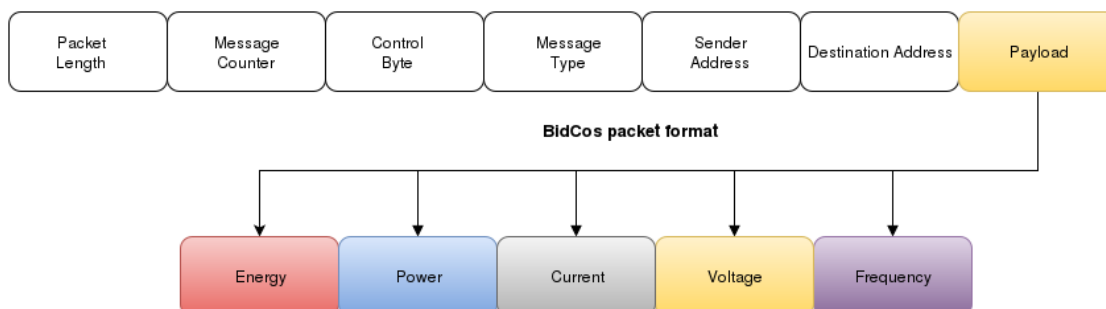 Packet
Length
Message
Counter
Control
Byte
Message
Type
Sender
Address
Destination Address
Payload
BidCos packet format
Energy
Power
Current
Voltage
Frequency